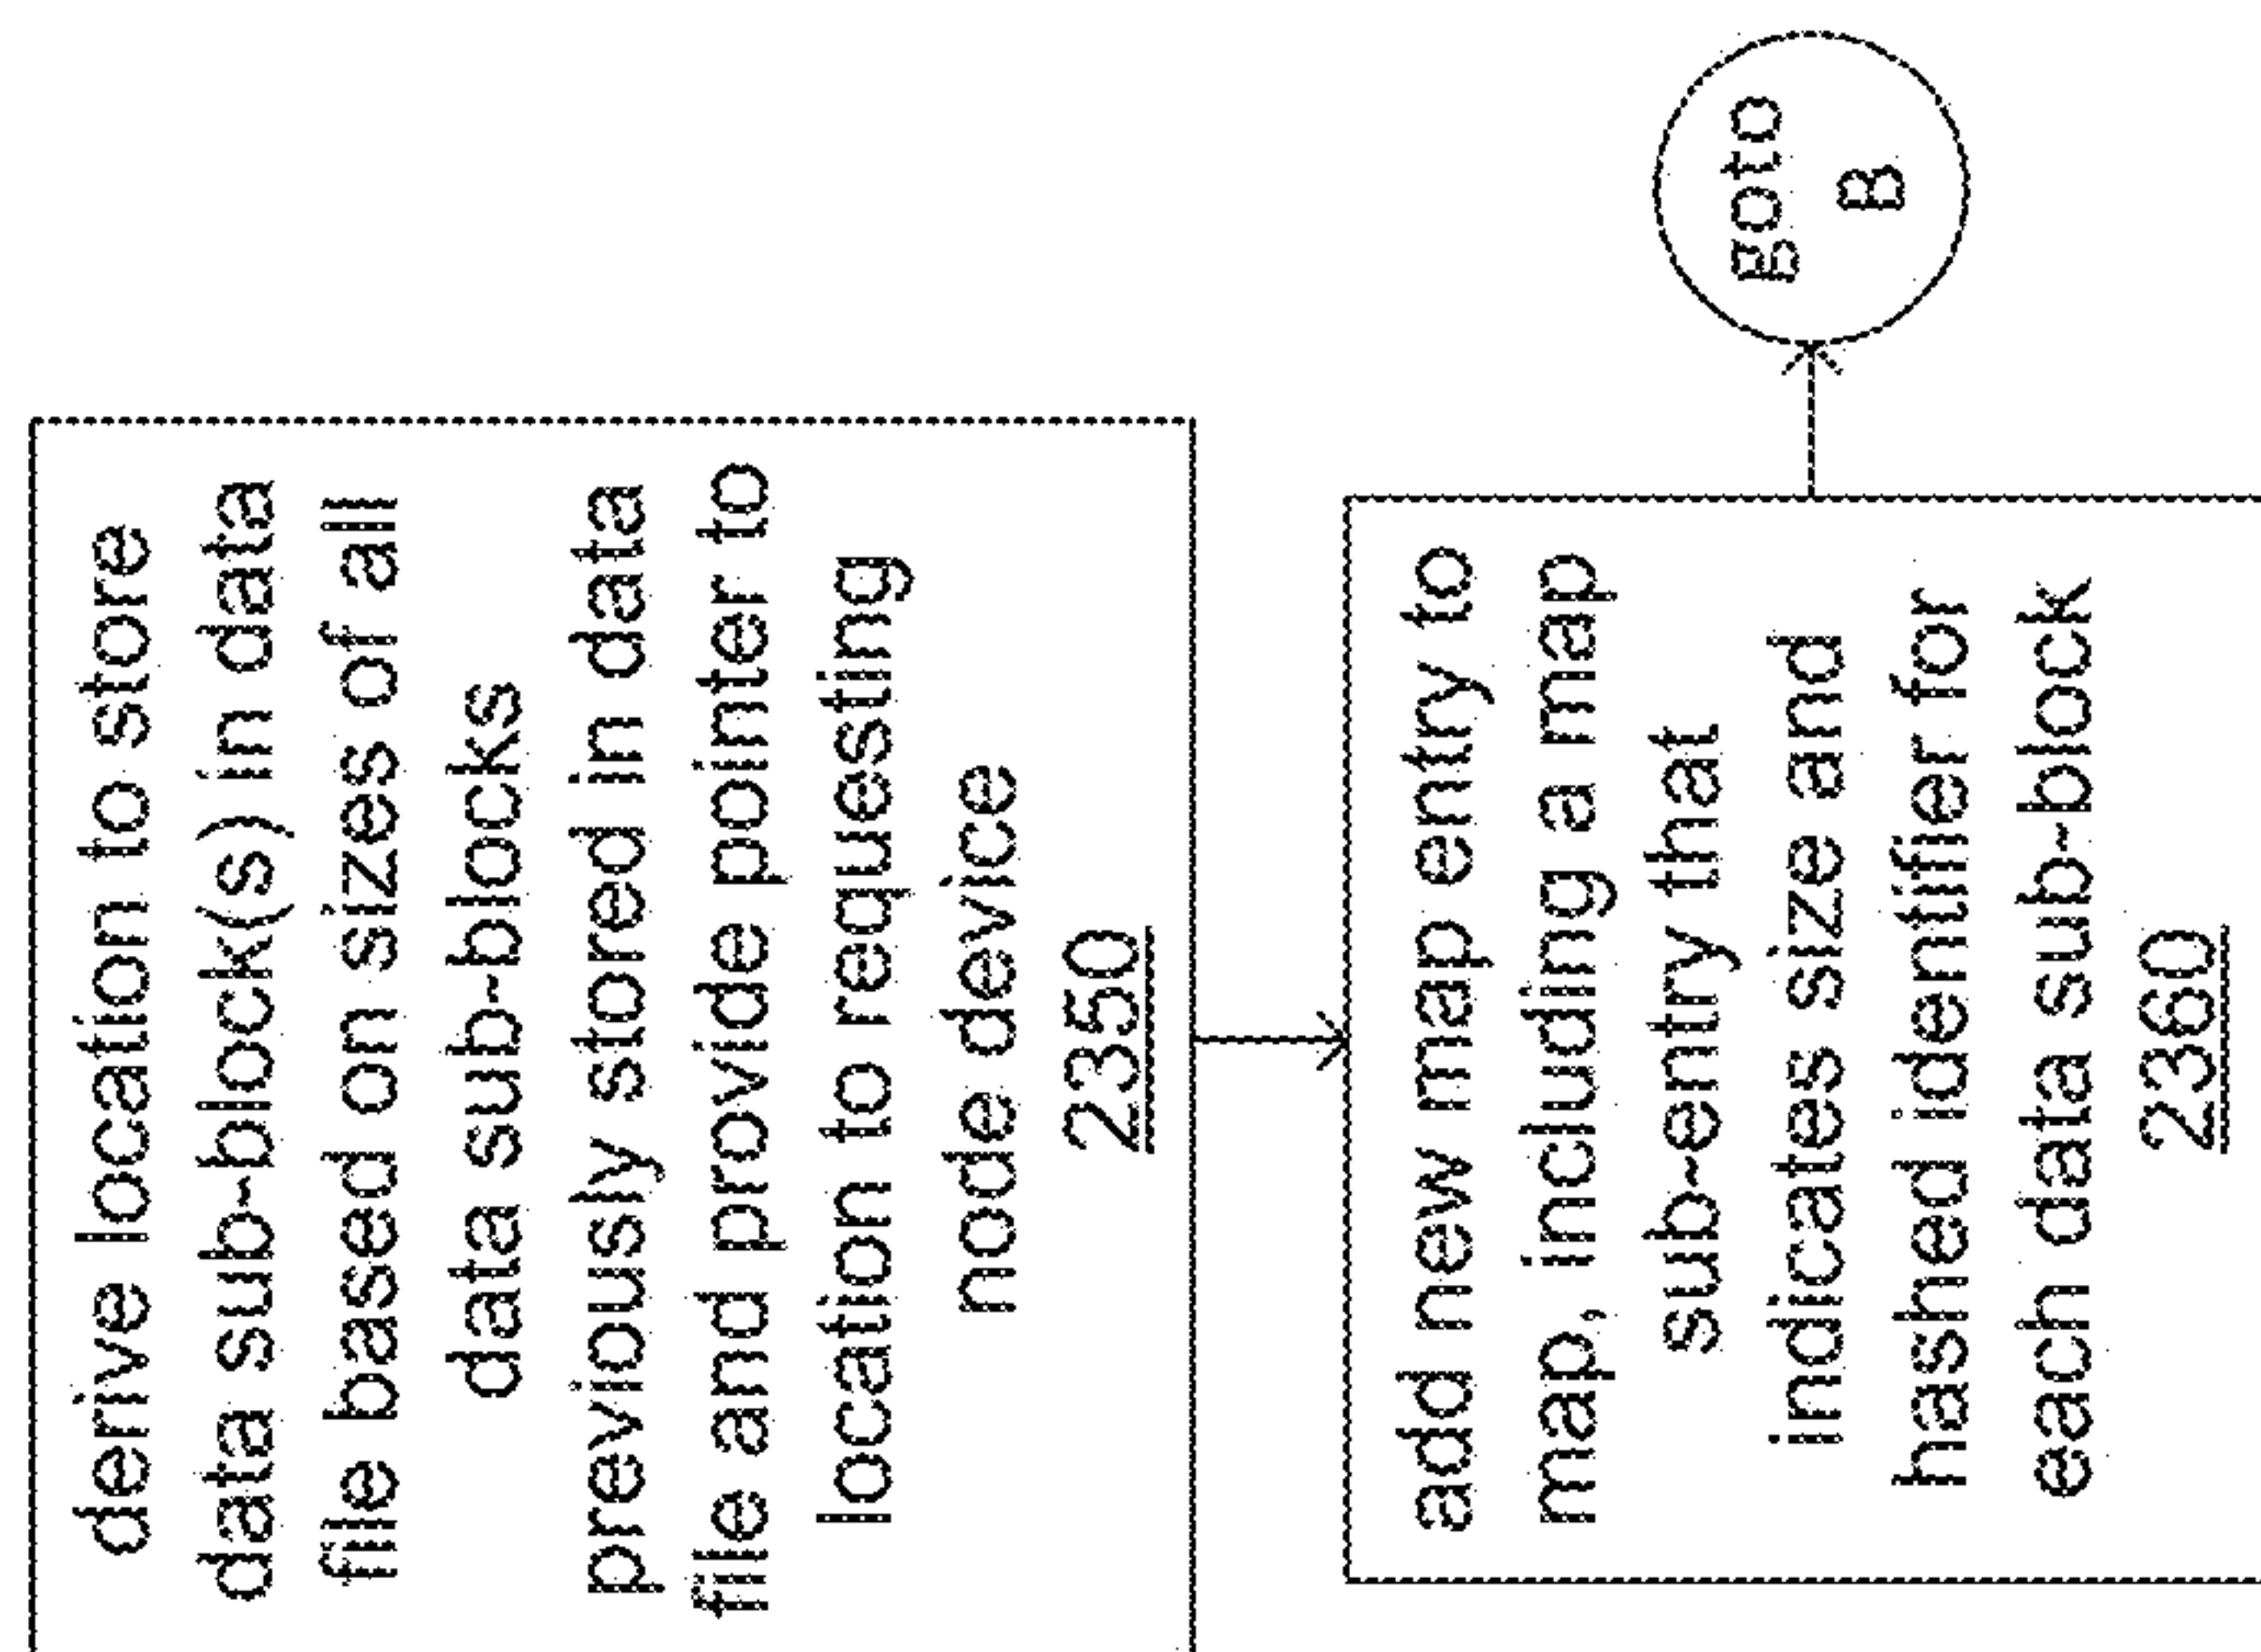 derive location to store
data sub-block(s) in data
file based on sizes of all
data sub-blocks
previously stored in data
file and provide pointer to
location to requesting
node device
2350
add new map entry to
map, including a map
sub-entry that
indicates size and
hashed identifier for
each data sub-block
2360
goto
B